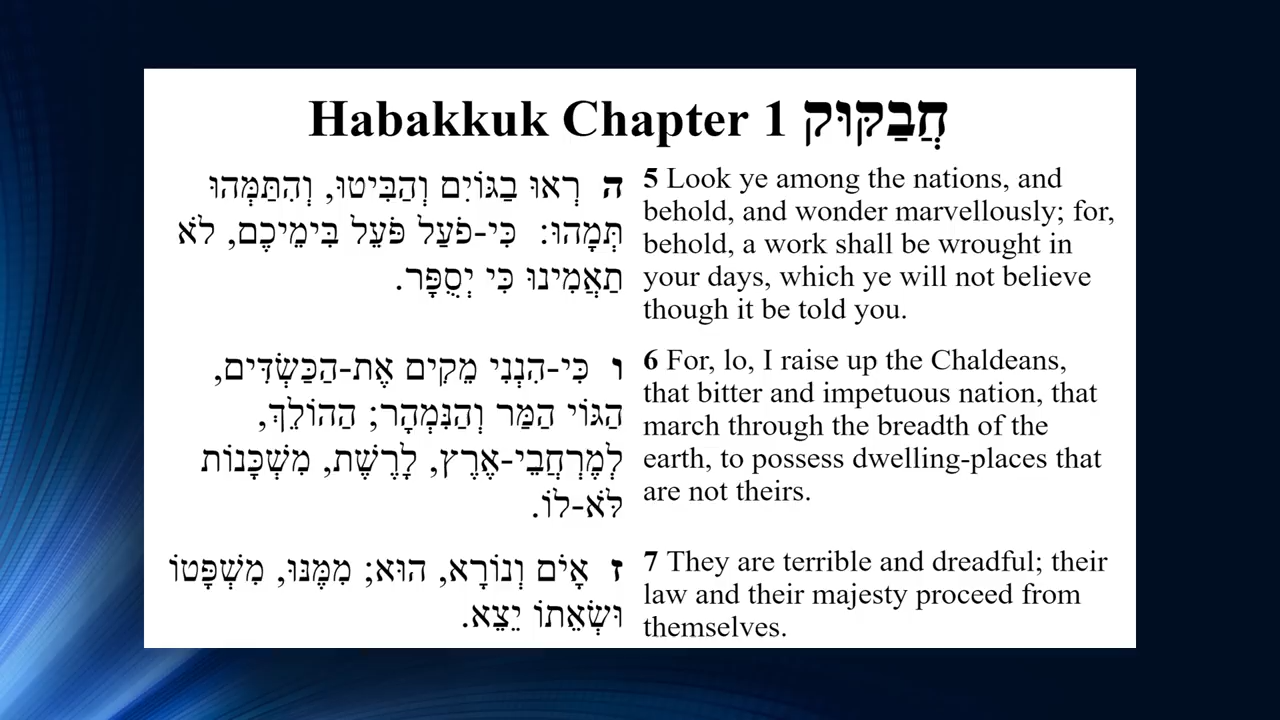 Habakkuk Chapter 1 חֲבַקּוּק
ה רְאוּ בַגּוֹיִם וְהַבִּיטוּ, וְהִתַּמְּהוּ
תְּמָהוּ: כִּי-פֹעַל פֹּעֵל בִּימֵיכֶם, לֹא
תַאֲמִינוּ כִּי יְסֻפָּר.
5 Look ye among the nations, and
behold, and wonder marvellously; for,
behold, a work shall be wrought in
your days, which ye will not believe
though it be told you.
ו כִּי-הִנְנִי מֵקִים אֶת-הַכַּשְׂדִּים,
הַגּוֹי הַמַּר וְהַנִּמְהָר; הַהוֹלֵךְ,
לְמֶרְחֲבֵי-אֶרֶץ, לָרֶשֶׁת, מִשְׁכָּנוֹת
לֹּא-לוֹ.
6 For, lo, I raise up the Chaldeans,
that bitter and impetuous nation, that
march through the breadth of the
earth, to possess dwelling-places that
are not theirs.
ז אָיֹם וְנוֹרָא, הוּא; מִמֶּנּוּ, מִשְׁפָּטוֹ
וּשְׂאֵתוֹ יֵצֵא.
7 They are terrible and dreadful; their
law and their majesty proceed from
themselves.